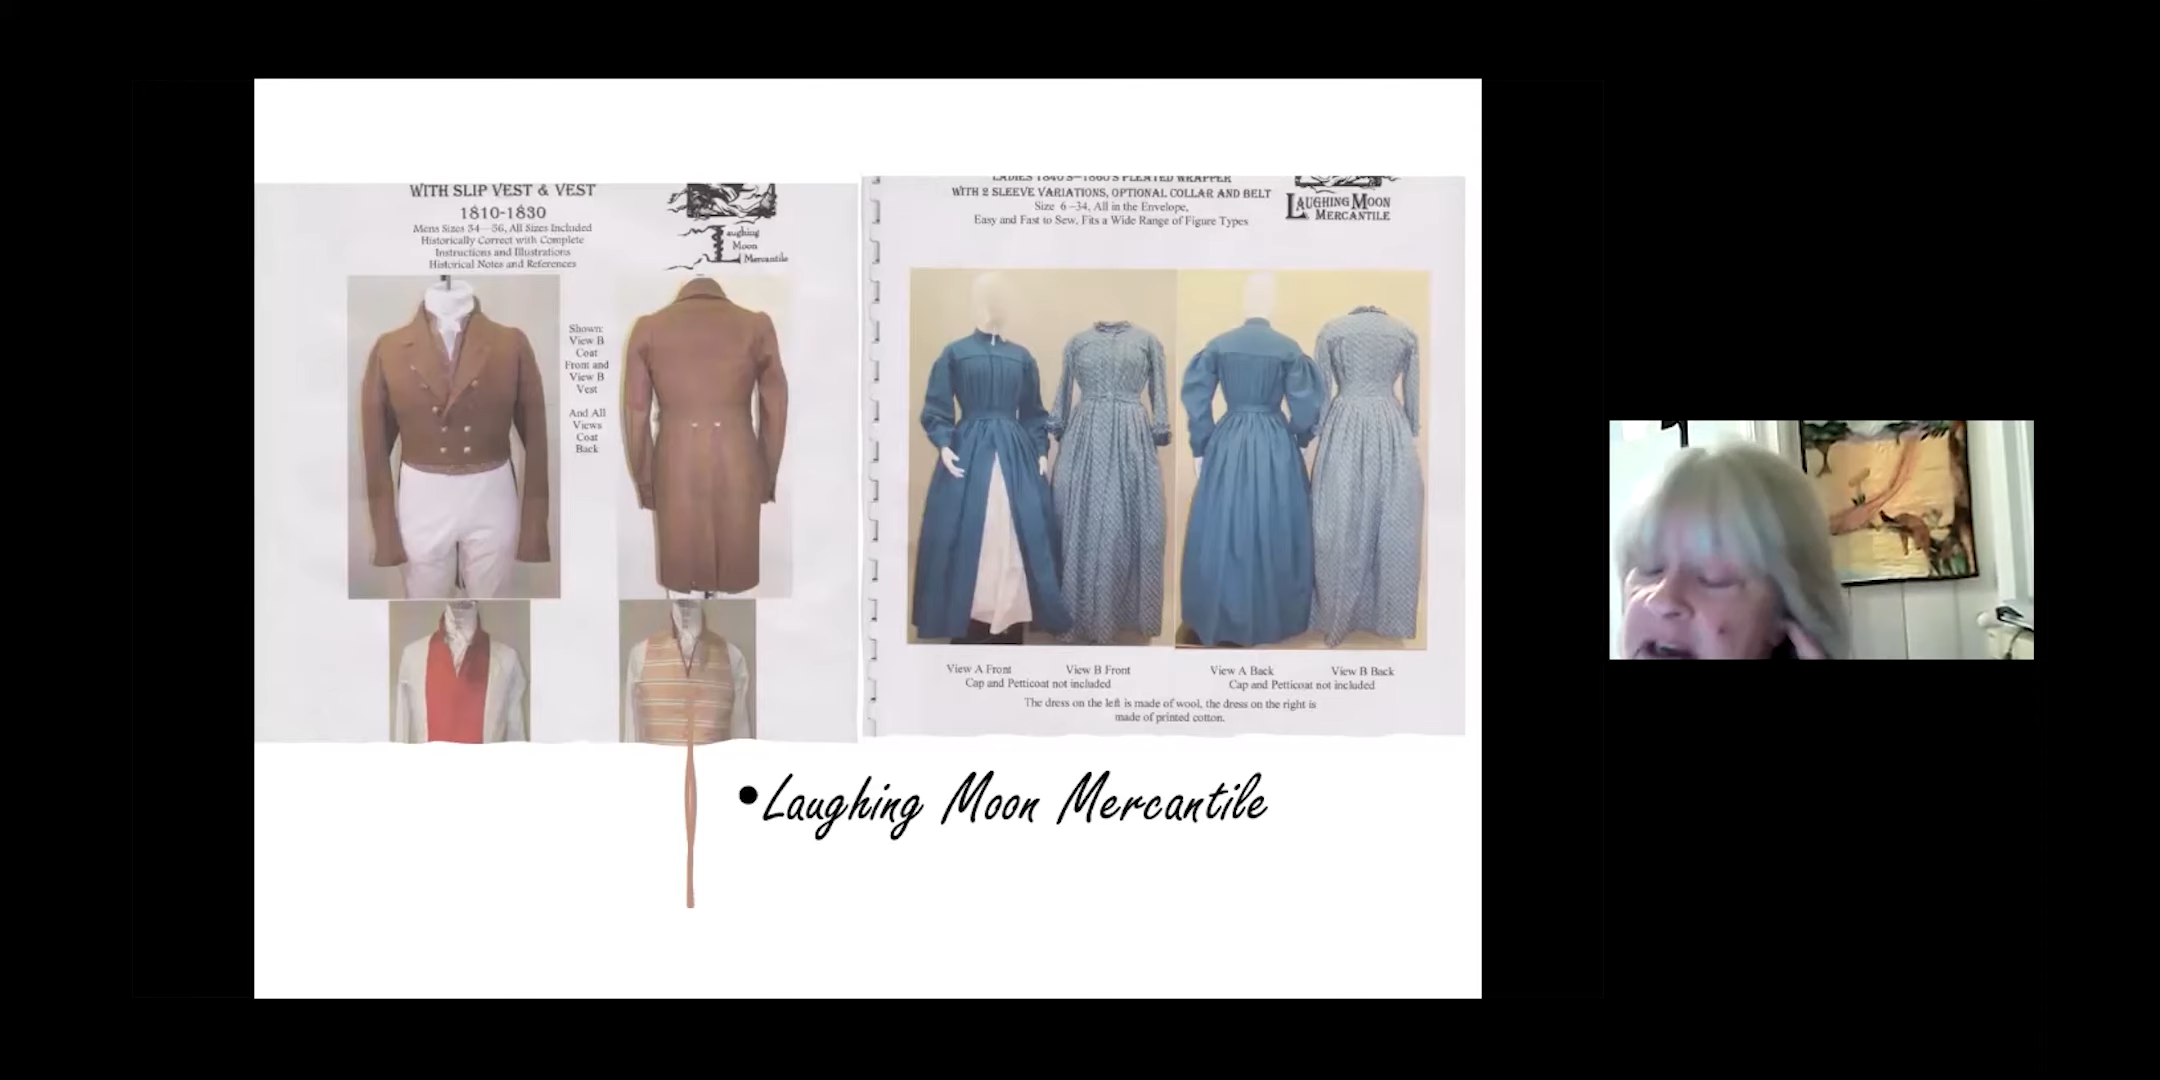 WITH SLIP VEST & VEST
1810-1830
Mens Sizes 34—56, All Sizes Included
Historically Correct with Complete
Instructions and Illustrations
Historical Notes and References
Laughing
Moon
Mercantile
Shown:
View B
Coat
Front and
View B
Vest
And All
Views
Coat
Back
LADIES 1840'S—1860'S PLEATED WRAPPER
WITH 2 SLEEVE VARIATIONS, OPTIONAL COLLAR AND BELT
Size 6—34, All in the Envelope,
Easy and Fast to Sew, Fits a Wide Range of Figure Types
LAUGHING MOON
MERCANTILE
View A Front View B Front
Cap and Petticoat not included
View A Back View B Back
Cap and Petticoat not included
The dress on the left is made of wool, the dress on the right is
made of printed cotton.
•Laughing Moon Mercantile